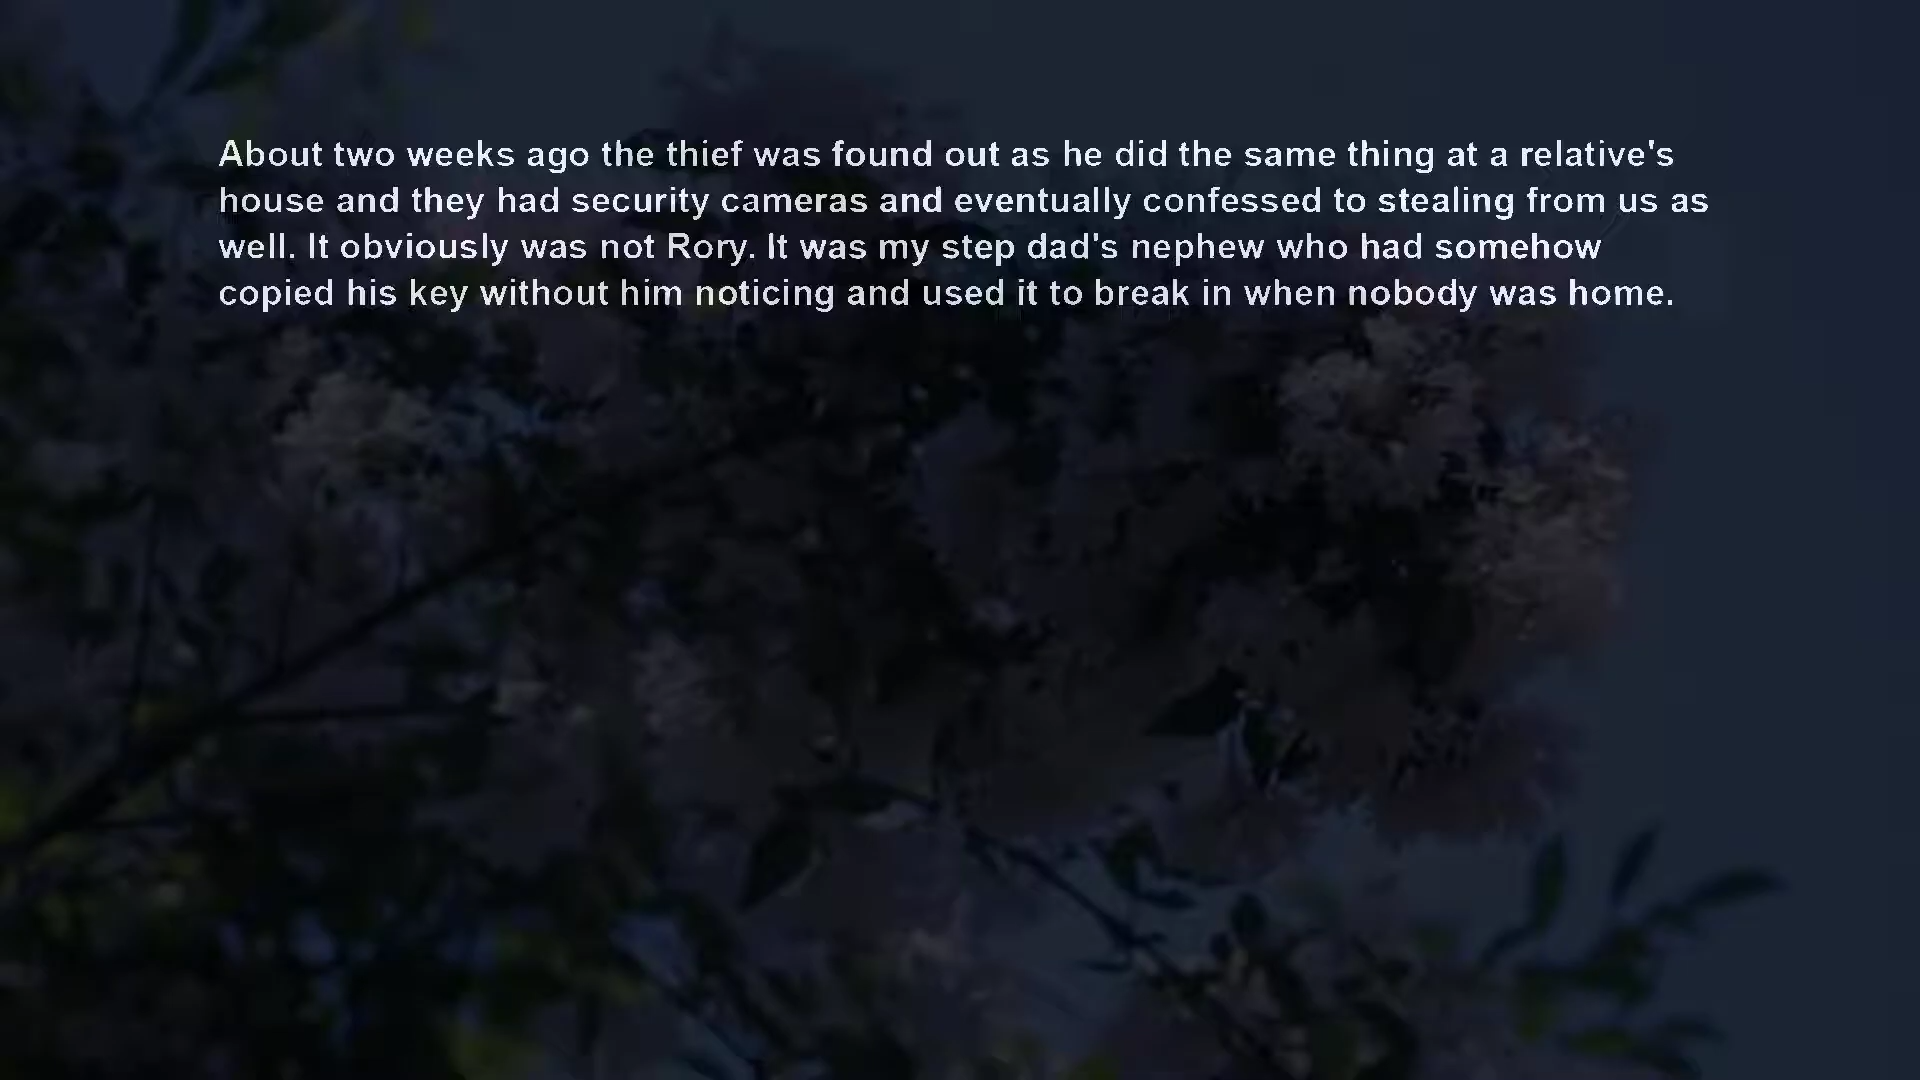 About two weeks ago the thief was found out as he did the same thing at a relative's
house and they had security cameras and eventually confessed to stealing from us as
well. It obviously was not Rory. It was my step dad's nephew who had somehow
copied his key without him noticing and used it to break in when nobody was home.